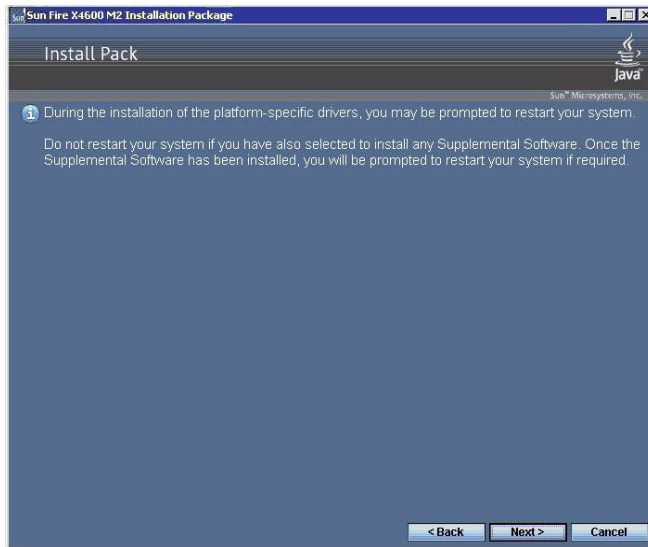 Sun Sun Fire X4600 M2 Installation Package
Install Pack
Java™
Sun™ Microsystems, Inc.
i During the installation of the platform-specific drivers, you may be prompted to restart your system.
Do not restart your system if you have also selected to install any Supplemental Software. Once the
Supplemental Software has been installed, you will be prompted to restart your system if required.
< Back Next > Cancel